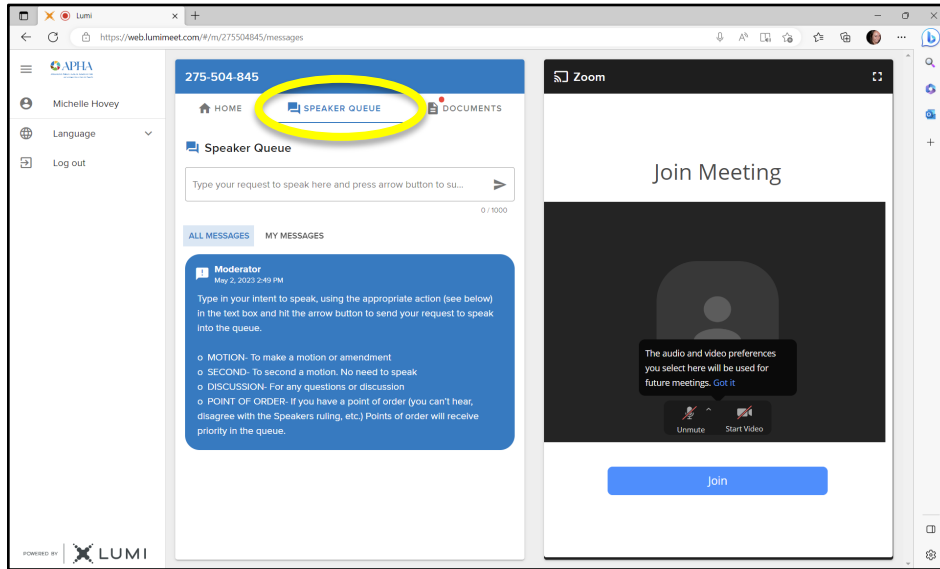 Lumi
https://web.lumimeet.com/#/m/275504845/messages
APHA
Michelle Hovey
Language
Log out
POWERED BY LUMI
275-504-845
HOME
SPEAKER QUEUE
DOCUMENTS
Speaker Queue
Type your request to speak here and press arrow button to su...
0 / 1000
ALL MESSAGES
MY MESSAGES
Moderator
May 2, 2023 2:49 PM
Type in your intent to speak, using the appropriate action (see below)
in the text box and hit the arrow button to send your request to speak
into the queue.
o MOTION- To make a motion or amendment
o SECOND- To second a motion. No need to speak
o DISCUSSION- For any questions or discussion
o POINT OF ORDER- If you have a point of order (you can't hear,
disagree with the Speakers ruling, etc.) Points of order will receive
priority in the queue.
Zoom
Join Meeting
The audio and video preferences
you select here will be used for
future meetings. Got it
Unmute
Start Video
Join